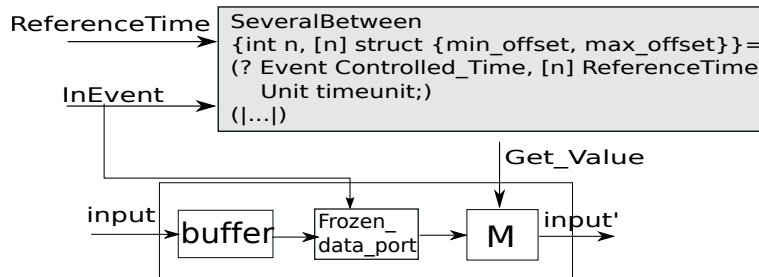 ReferenceTime
SeveralBetween
{int n, [n] struct {min_offset, max_offset}}=
(? Event Controlled_Time, [n] ReferenceTime
InEvent
Unit timeunit;)
(|...|)
Get_Value
input
buffer
Frozen_
data_port
M
input'